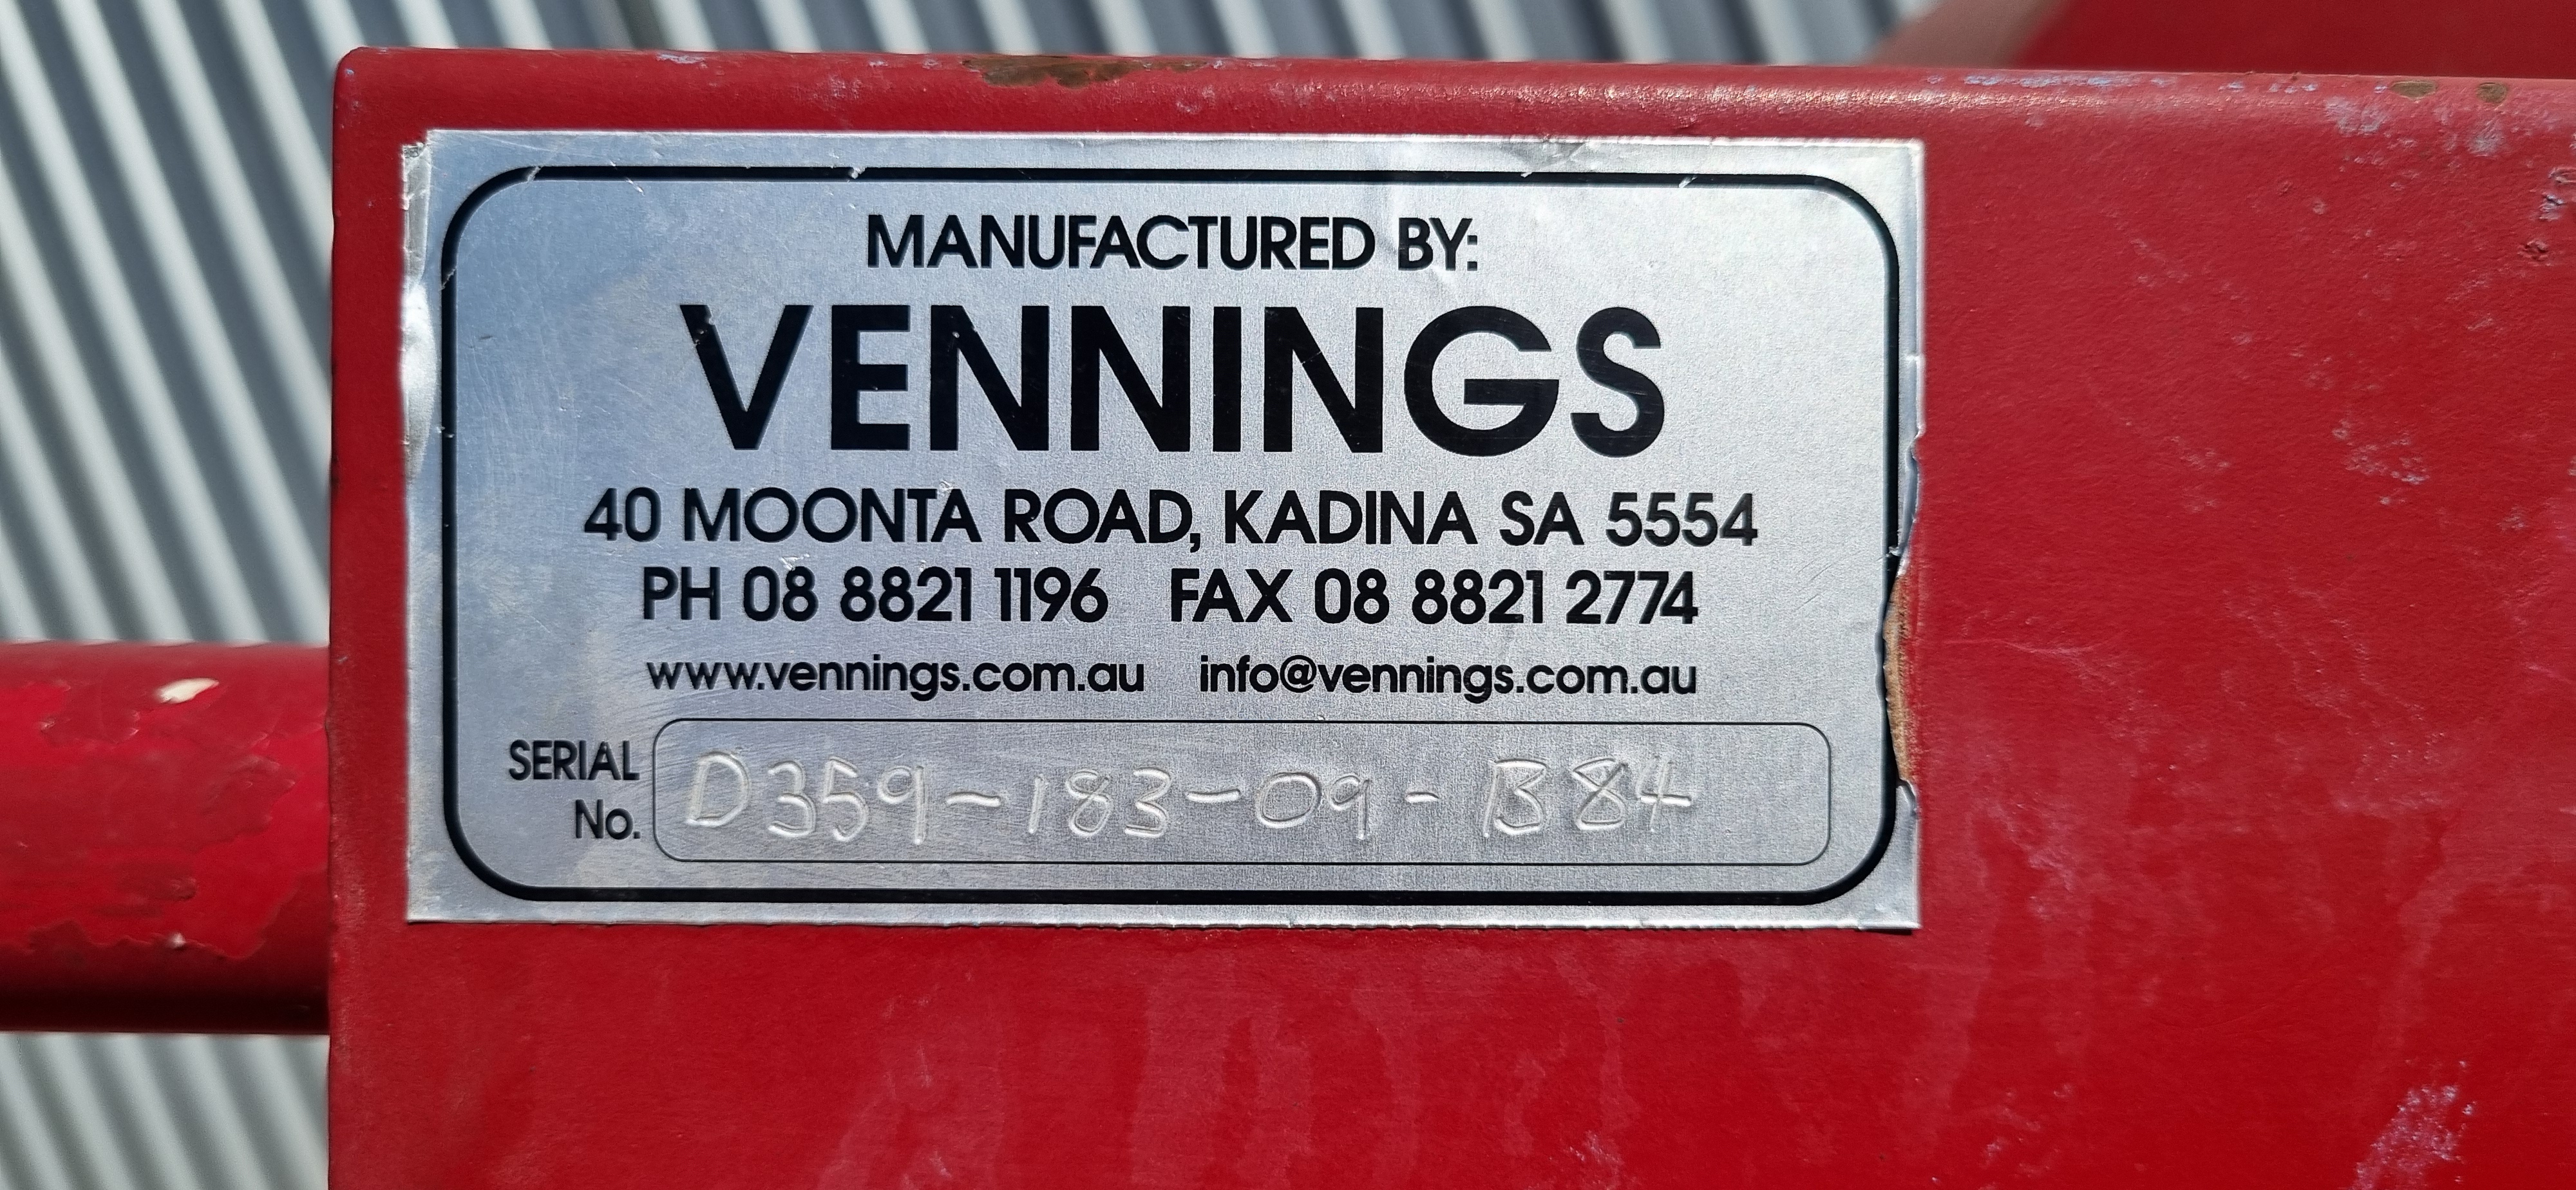 MANUFACTURED BY:
VENNINGS
40 MOONTA ROAD, KADINA SA 5554
PH 08 8821 1196 FAX 08 8821 2774
www.vennings.com.au info@vennings.com.au
SERIAL No. D359-183-09-B84